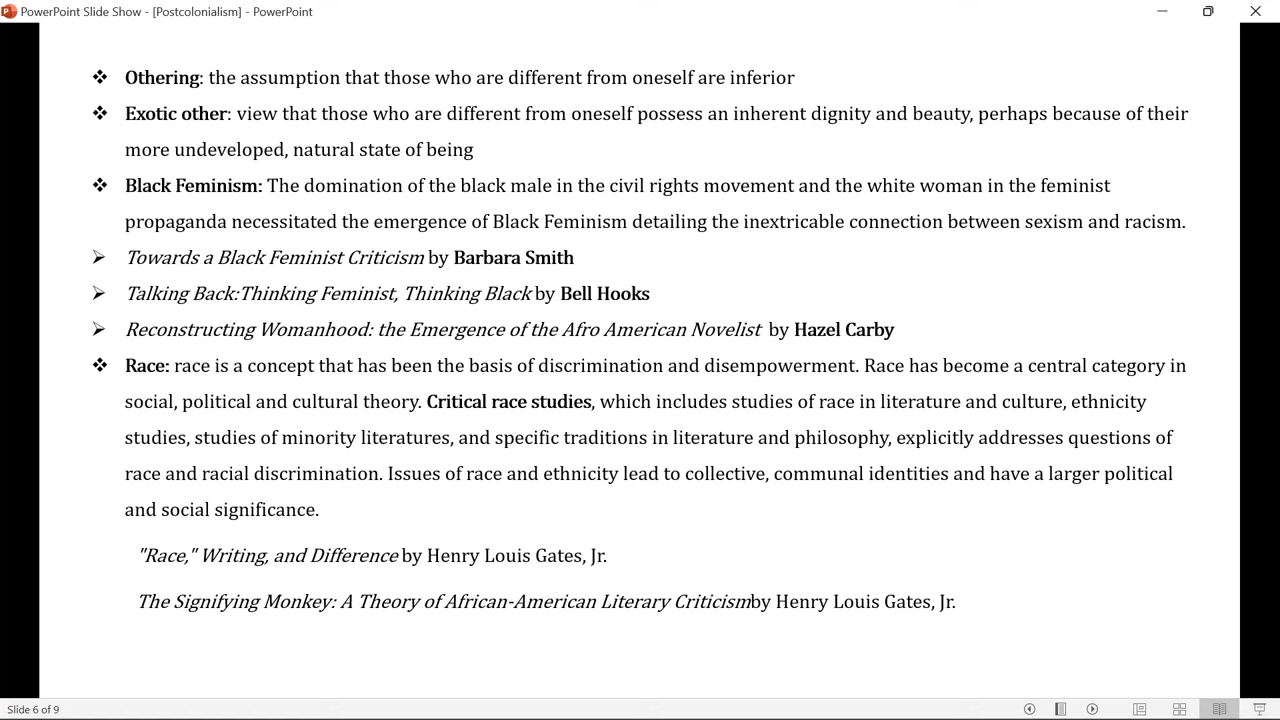 PowerPoint Slide Show - [Postcolonialism] - PowerPoint
❖ Othering: the assumption that those who are different from oneself are inferior
❖ Exotic other: view that those who are different from oneself possess an inherent dignity and beauty, perhaps because of their
more undeveloped, natural state of being
❖ Black Feminism: The domination of the black male in the civil rights movement and the white woman in the feminist
propaganda necessitated the emergence of Black Feminism detailing the inextricable connection between sexism and racism.
➢ Towards a Black Feminist Criticism by Barbara Smith
➢ Talking Back:Thinking Feminist, Thinking Black by Bell Hooks
➢ Reconstructing Womanhood: the Emergence of the Afro American Novelist by Hazel Carby
❖ Race: race is a concept that has been the basis of discrimination and disempowerment. Race has become a central category in
social, political and cultural theory. Critical race studies, which includes studies of race in literature and culture, ethnicity
studies, studies of minority literatures, and specific traditions in literature and philosophy, explicitly addresses questions of
race and racial discrimination. Issues of race and ethnicity lead to collective, communal identities and have a larger political
and social significance.
"Race," Writing, and Difference by Henry Louis Gates, Jr.
The Signifying Monkey: A Theory of African-American Literary Criticismby Henry Louis Gates, Jr.
Slide 6 of 9